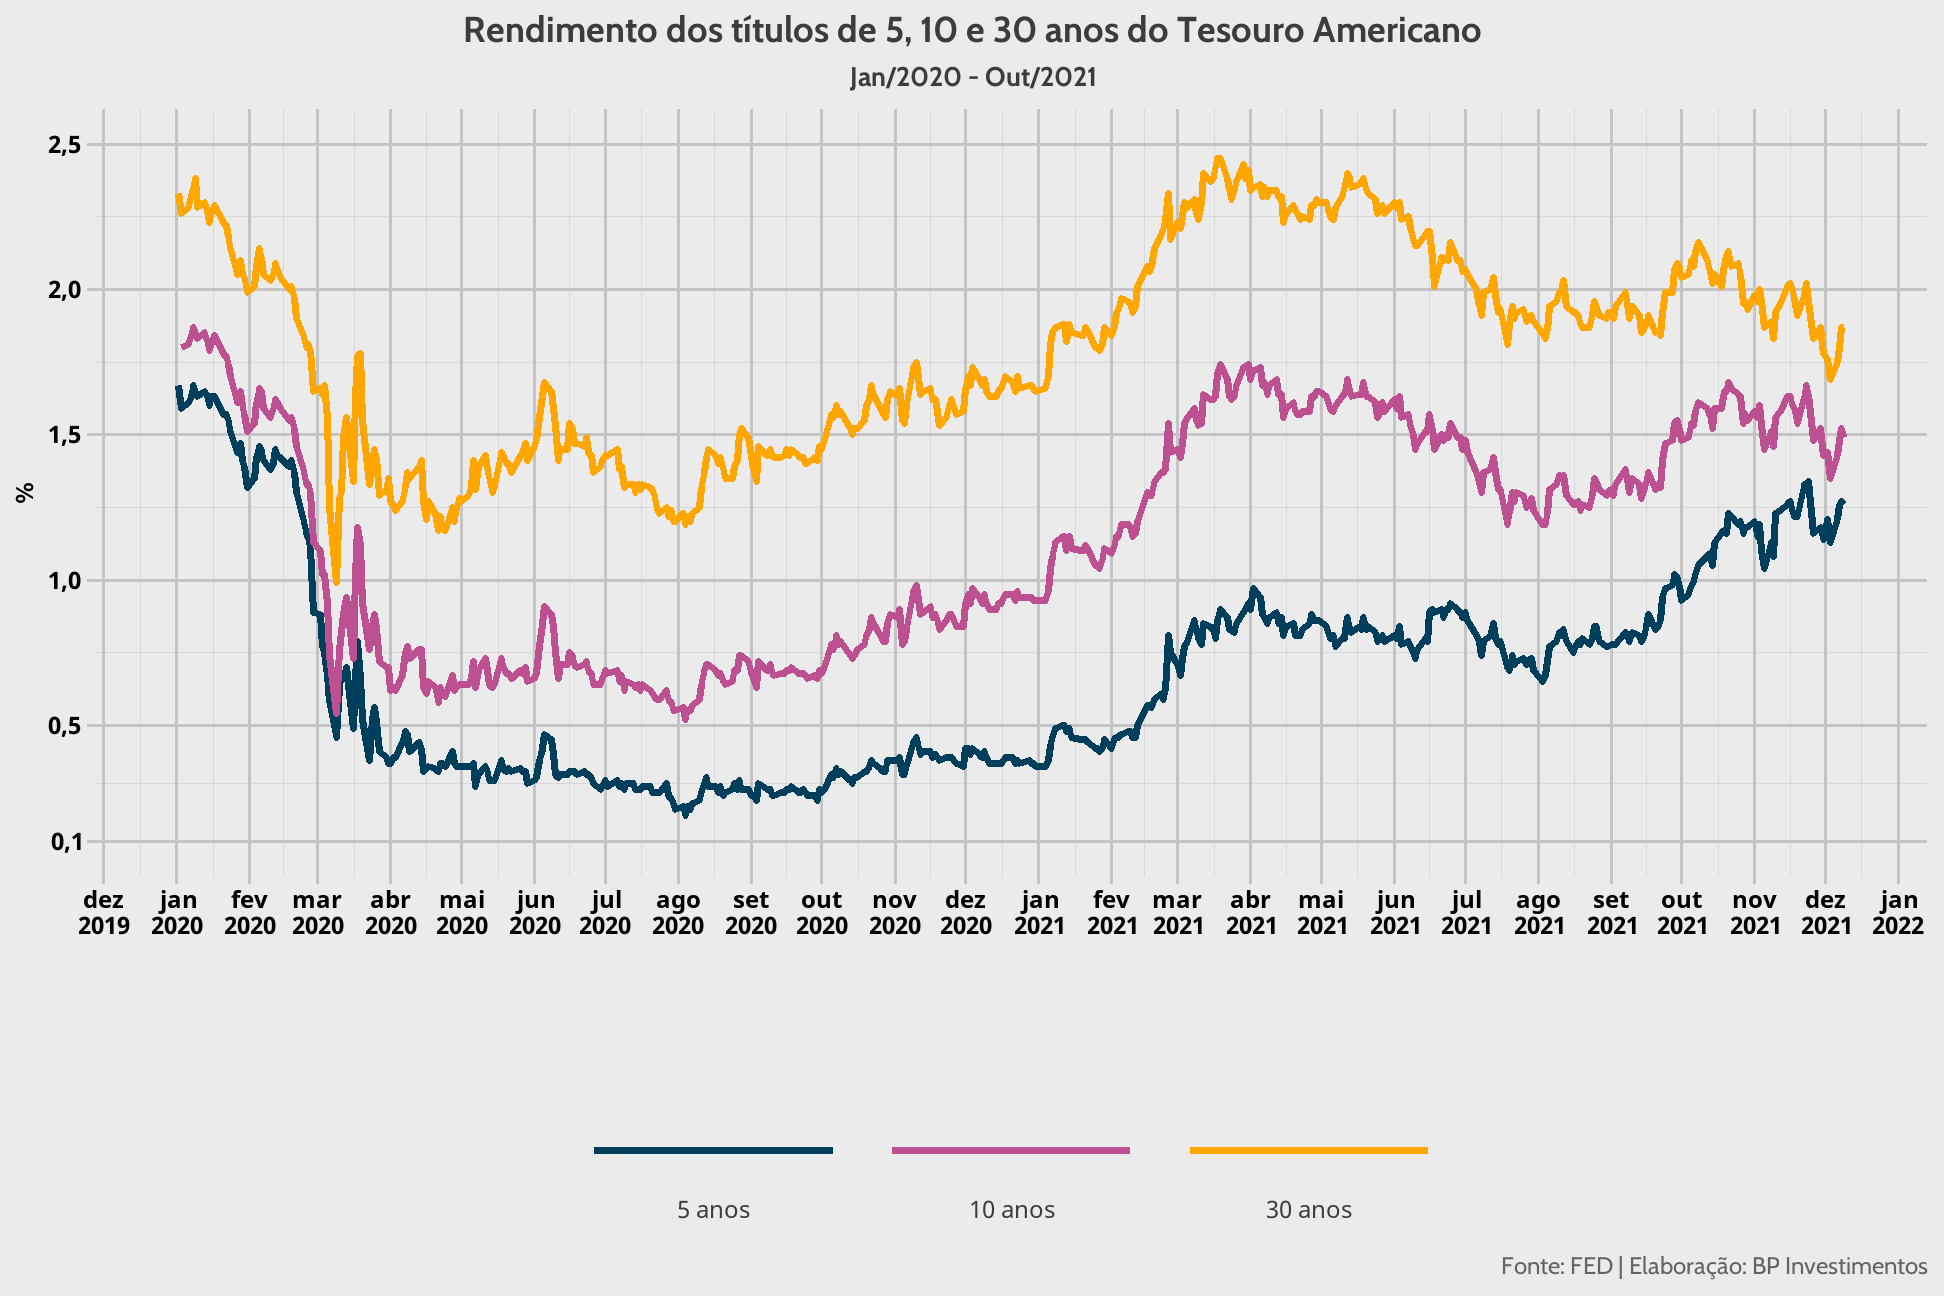 Rendimento dos títulos de 5, 10 e 30 anos do Tesouro Americano
Jan/2020 - Out/2021
%
2,5
2,0
1,5
1,0
0,5
0,1
dez jan fev mar abr mai jun jul ago set out nov dez jan fev mar abr mai jun jul ago set out nov dez jan
2019 2020 2020 2020 2020 2020 2020 2020 2020 2020 2020 2020 2020 2021 2021 2021 2021 2021 2021 2021 2021 2021 2021 2021 2021 2022
5 anos 10 anos 30 anos
Fonte: FED | Elaboração: BP Investimentos